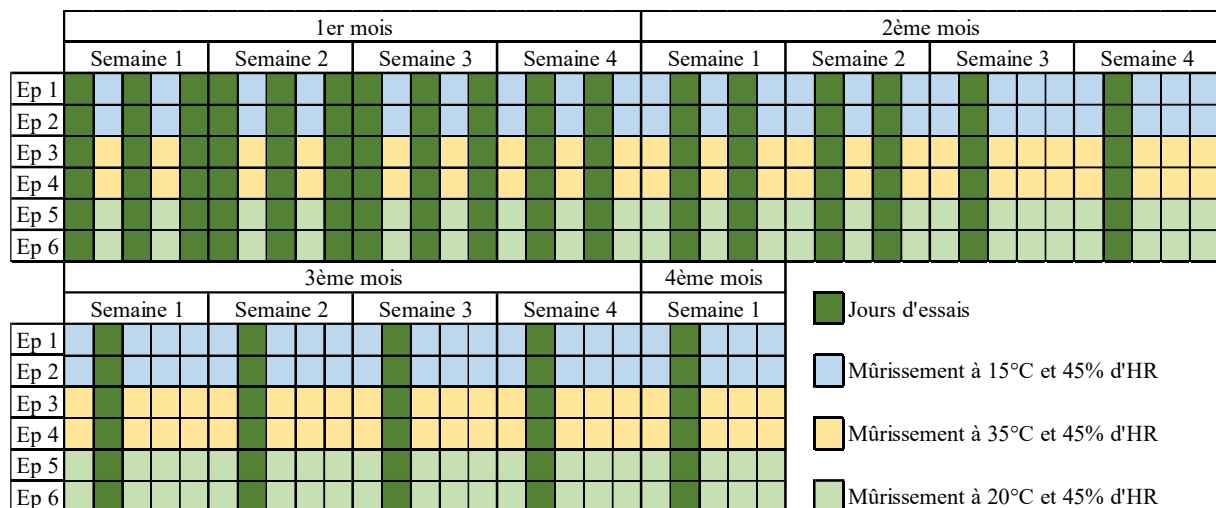 1er mois 2ème mois
Semaine 1 Semaine 2 Semaine 3 Semaine 4 Semaine 1 Semaine 2 Semaine 3 Semaine 4
Ep 1
Ep 2
Ep 3
Ep 4
Ep 5
Ep 6
3ème mois 4ème mois
Semaine 1 Semaine 2 Semaine 3 Semaine 4 Semaine 1
Ep 1
Ep 2
Ep 3
Ep 4
Ep 5
Ep 6
Jours d'essais
Mûrissement à 15°C et 45% d'HR
Mûrissement à 35°C et 45% d'HR
Mûrissement à 20°C et 45% d'HR